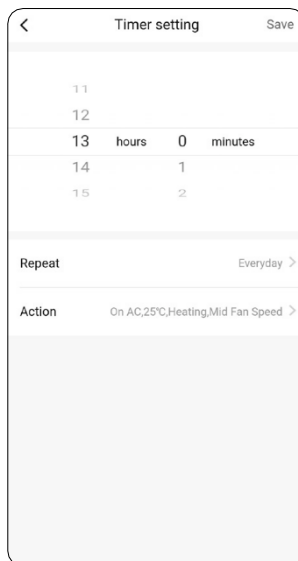 Timer setting Save
11
12
13 hours 0 minutes
14 1
15 2
Repeat Everyday
Action On AC,25°C,Heating,Mid Fan Speed